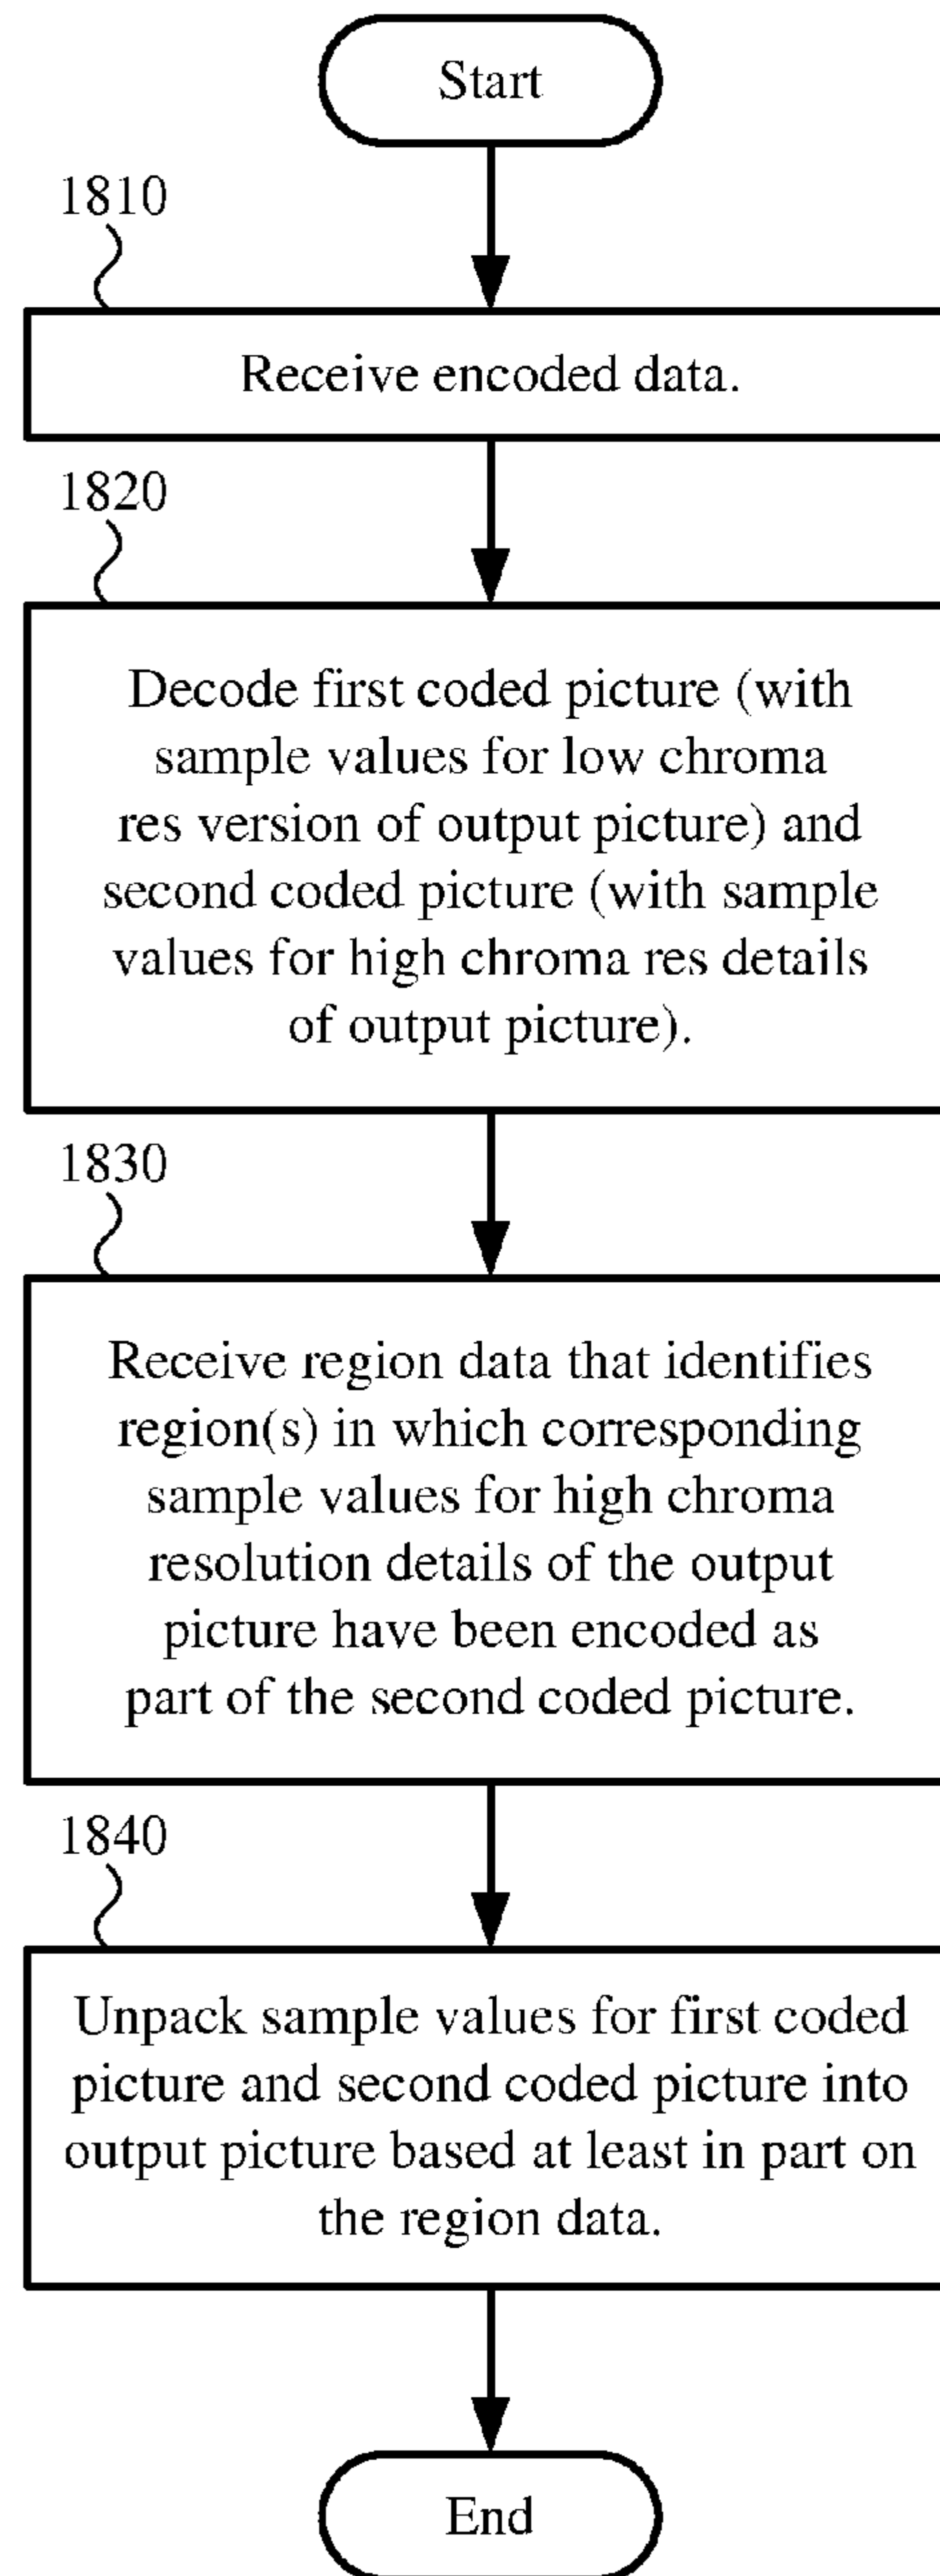 Start
1810
Receive encoded data.
1820
Decode first coded picture (with
sample values for low chroma
res version of output picture) and
second coded picture (with sample
values for high chroma res details
of output picture).
1830
Receive region data that identifies
region(s) in which corresponding
sample values for high chroma
resolution details of the output
picture have been encoded as
part of the second coded picture.
1840
Unpack sample values for first coded
picture and second coded picture into
output picture based at least in part on
the region data.
End